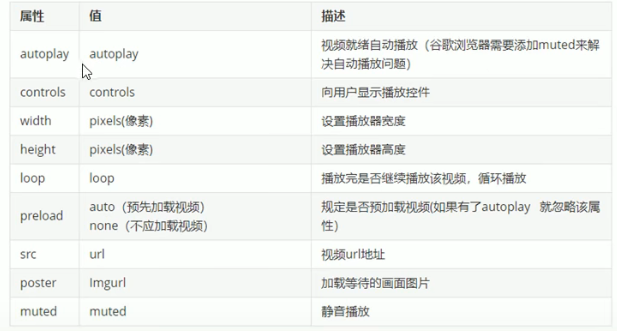 属性 值 描述
autoplay autoplay 视频就绪自动播放（谷歌浏览器需要添加muted来解
决自动播放问题）
controls controls 向用户显示播放控件
width pixels(像素) 设置播放器宽度
height pixels(像素) 设置播放器高度
loop loop 播放完是否继续播放该视频，循环播放
preload auto（预先加载视频）
none（不应加载视频） 规定是否预加载视频(如果有了autoplay 就忽略该属
性）
src url 视频url地址
poster Imgurl 加载等待的画面图片
muted muted 静音播放